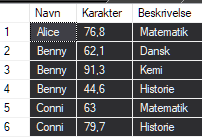 Navn Karakter Beskrivelse
1 Alice 76,8 Matematik
2 Benny 62,1 Dansk
3 Benny 91,3 Kemi
4 Benny 44,6 Historie
5 Conni 63 Matematik
6 Conni 79,7 Historie